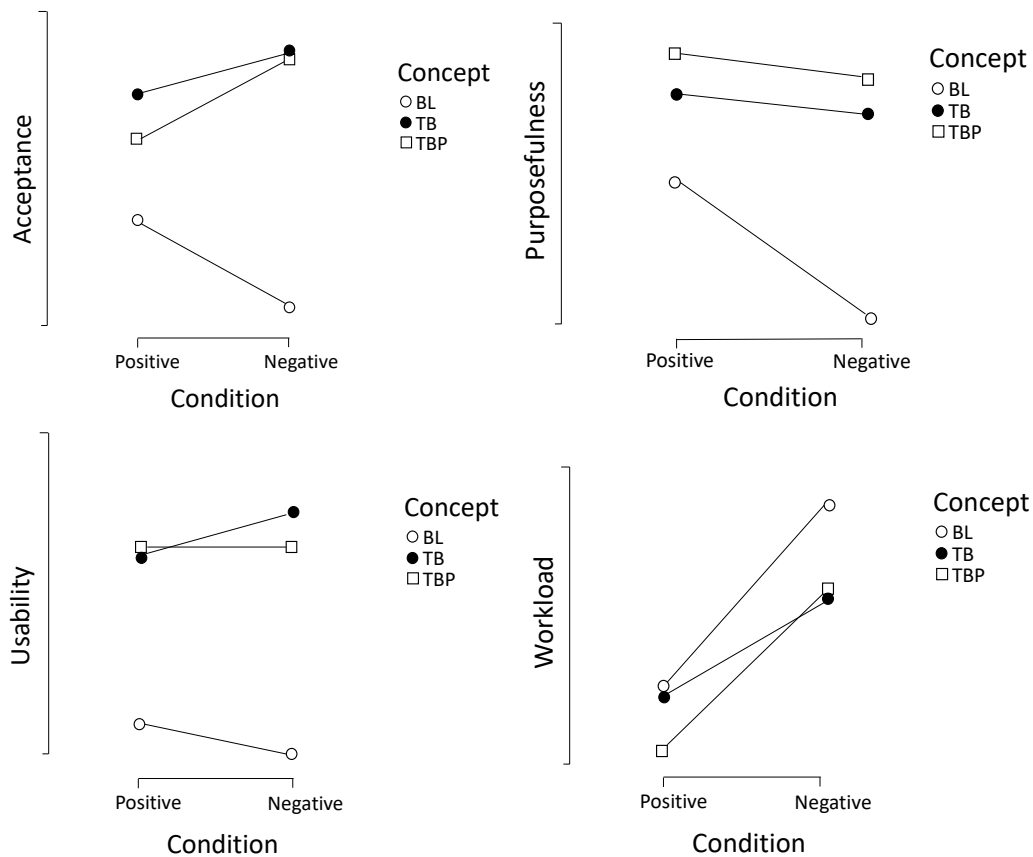 Acceptance
Concept
BL
TB
TBP
Positive
Negative
Condition
Purposefulness
Concept
BL
TB
TBP
Positive
Negative
Condition
Usability
Concept
BL
TB
TBP
Positive
Negative
Condition
Workload
Concept
BL
TB
TBP
Positive
Negative
Condition